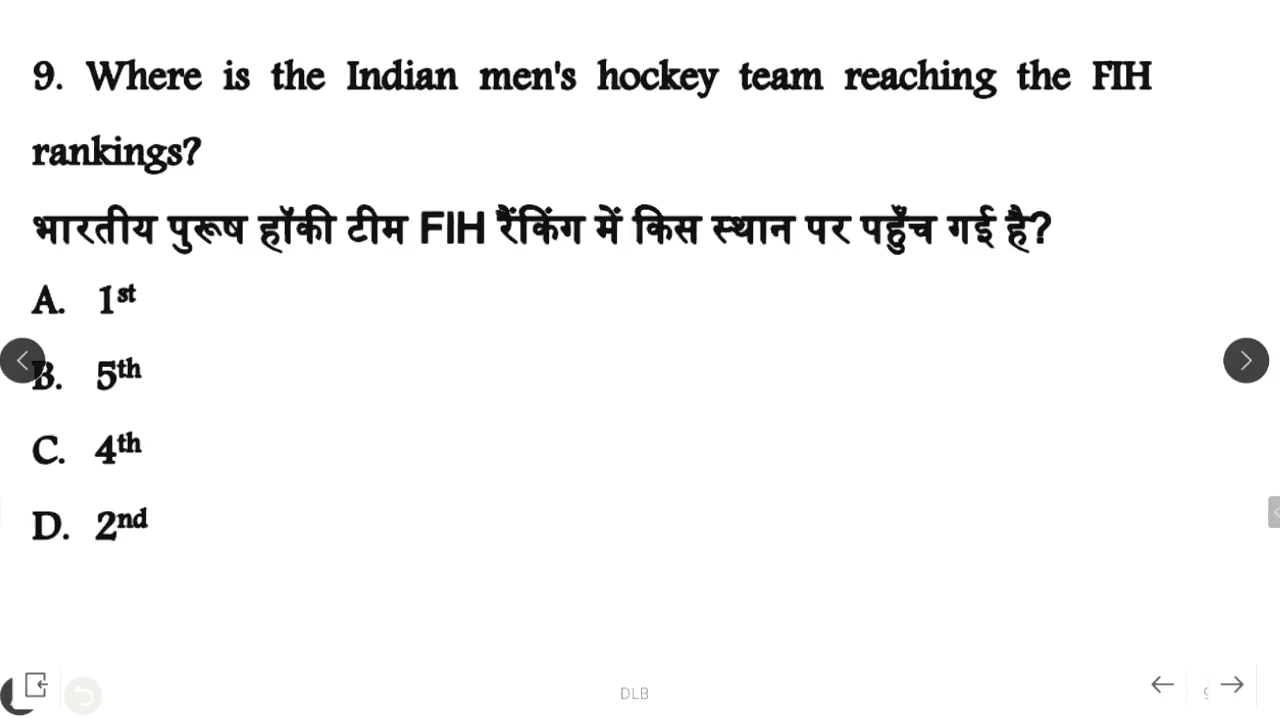 9. Where is the Indian men's hockey team reaching the FIH
rankings?
भारतीय पुरूष हॉकी टीम FIH रैंकिंग में किस स्थान पर पहुँच गई है?
A. 1st
B. 5th
C. 4th
D. 2nd
DLB
9